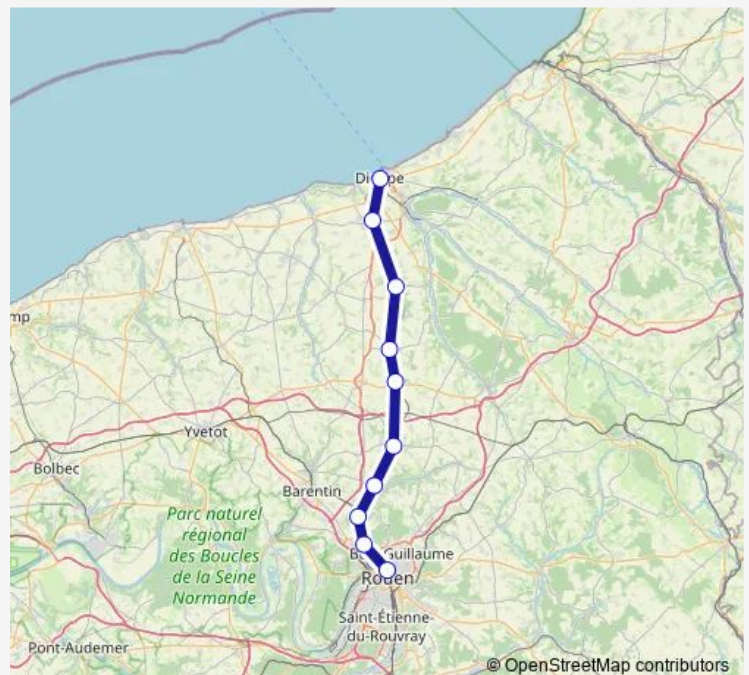 mp
Yvetot
Bolbec
Barentin
Parc naturel
régional
des Boucles
de la Seine
Normande
Guillaume
Rouen
Saint-Étienne-
du-Rouvray
Pont-Audemer
© OpenStreetMap contributors